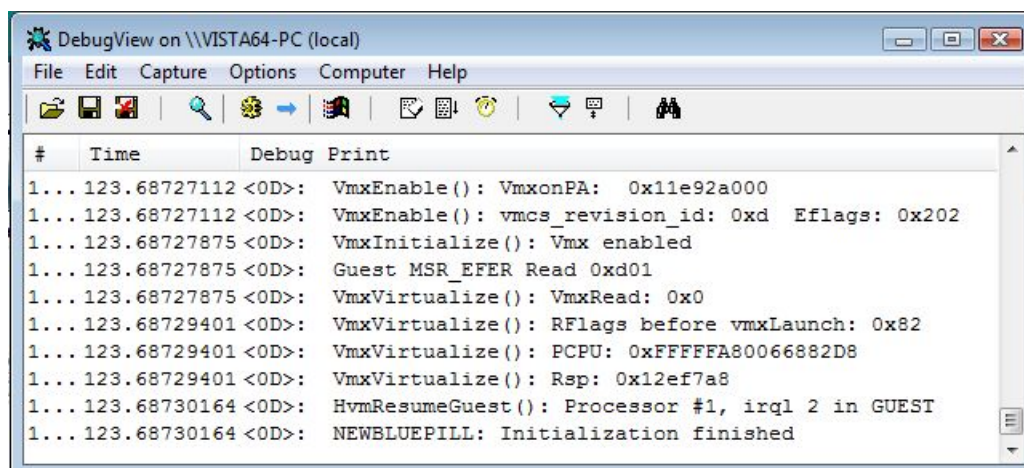 DebugView on \\VISTA64-PC (local)
File Edit Capture Options Computer Help
# Time Debug Print
1... 123.68727112 <0D>: VmxEnable(): VmxonPA: 0x11e92a000
1... 123.68727112 <0D>: VmxEnable(): vmcs_revision_id: 0xd Eflags: 0x202
1... 123.68727875 <0D>: VmxInitialize(): Vmx enabled
1... 123.68727875 <0D>: Guest MSR_EFER Read 0xd01
1... 123.68727875 <0D>: VmxVirtualize(): VmxRead: 0x0
1... 123.68729401 <0D>: VmxVirtualize(): RFlags before vmxLaunch: 0x82
1... 123.68729401 <0D>: VmxVirtualize(): PCPU: 0xFFFFFA80066882D8
1... 123.68729401 <0D>: VmxVirtualize(): Rsp: 0x12ef7a8
1... 123.68730164 <0D>: HvmResumeGuest(): Processor #1, irql 2 in GUEST
1... 123.68730164 <0D>: NEWBLUEPILL: Initialization finished